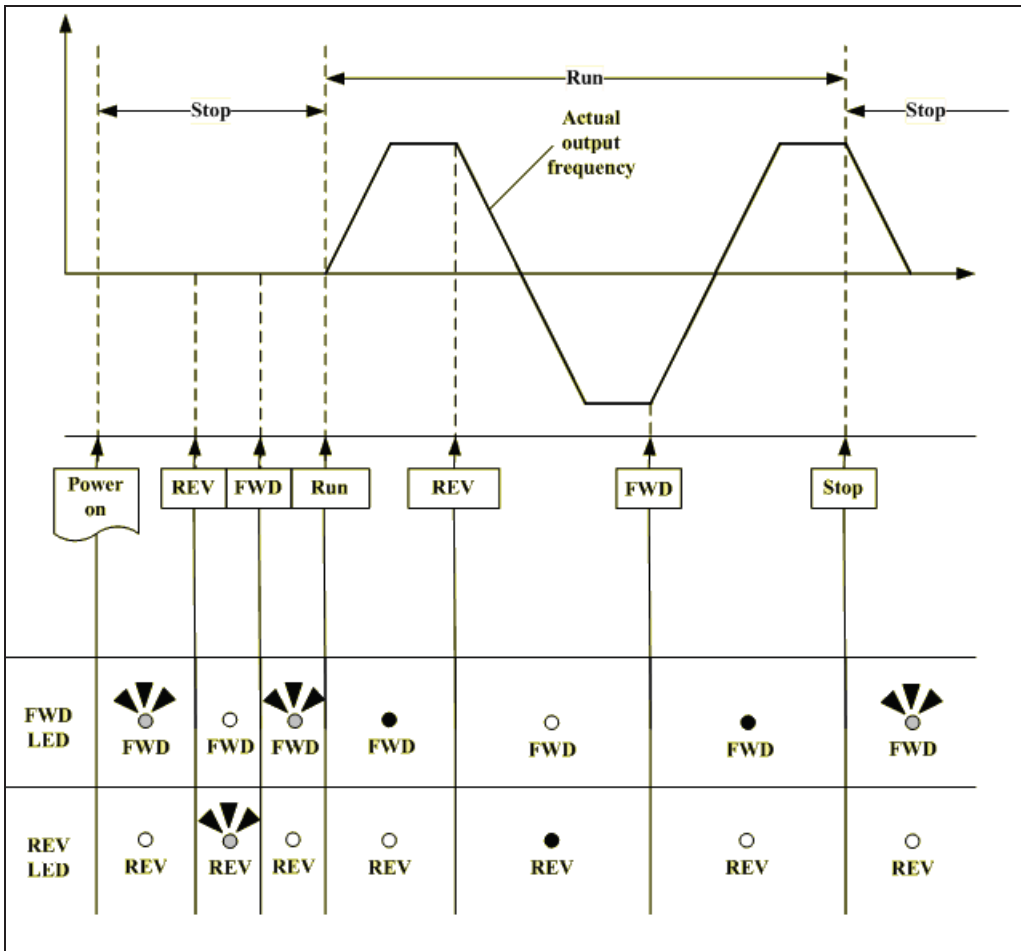 Run
Stop
Stop
Actual
output
frequency
Power
on
REV
FWD
Run
REV
FWD
Stop
FWD
LED
FWD
FWD
FWD
FWD
FWD
FWD
FWD
REV
LED
REV
REV
REV
REV
REV
REV
REV